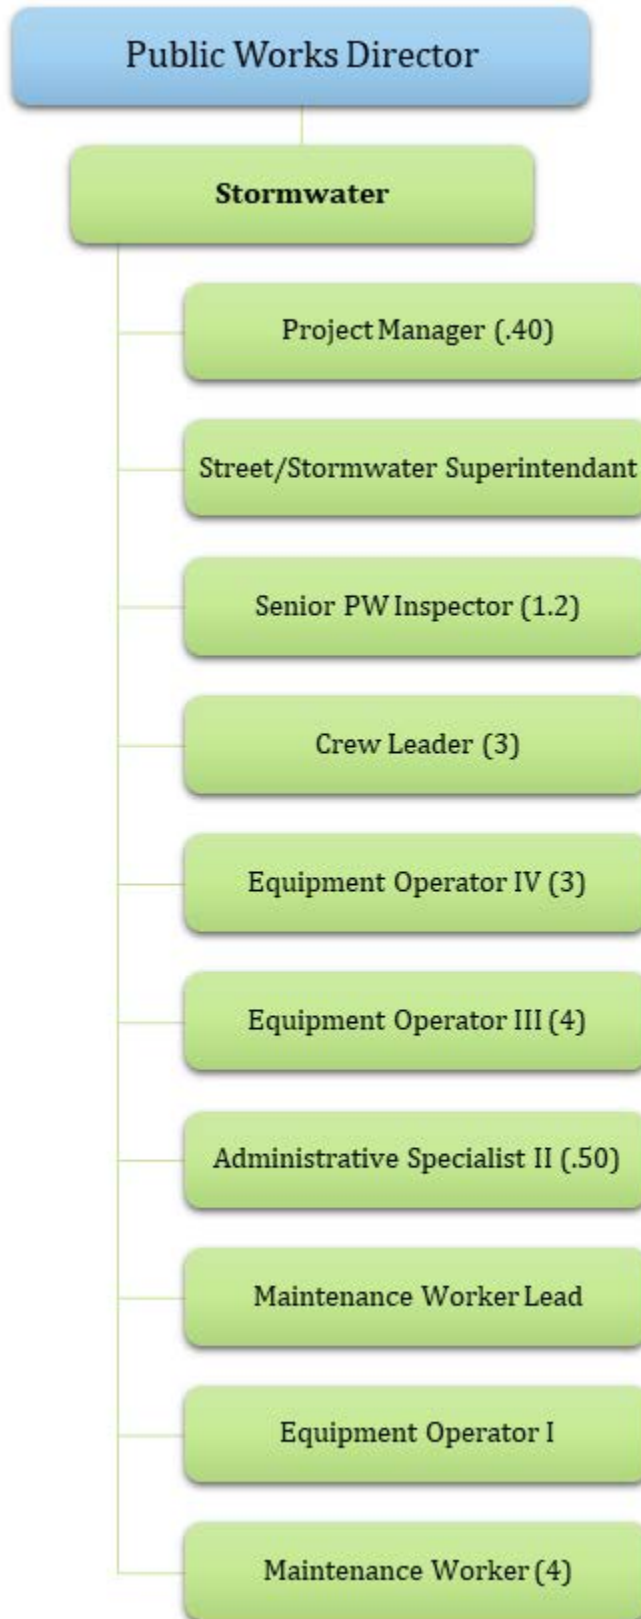 Public Works Director
Stormwater
Project Manager (.40)
Street/Stormwater Superintendant
Senior PW Inspector (1.2)
Crew Leader (3)
Equipment Operator IV (3)
Equipment Operator III (4)
Administrative Specialist II (.50)
Maintenance Worker Lead
Equipment Operator I
Maintenance Worker (4)